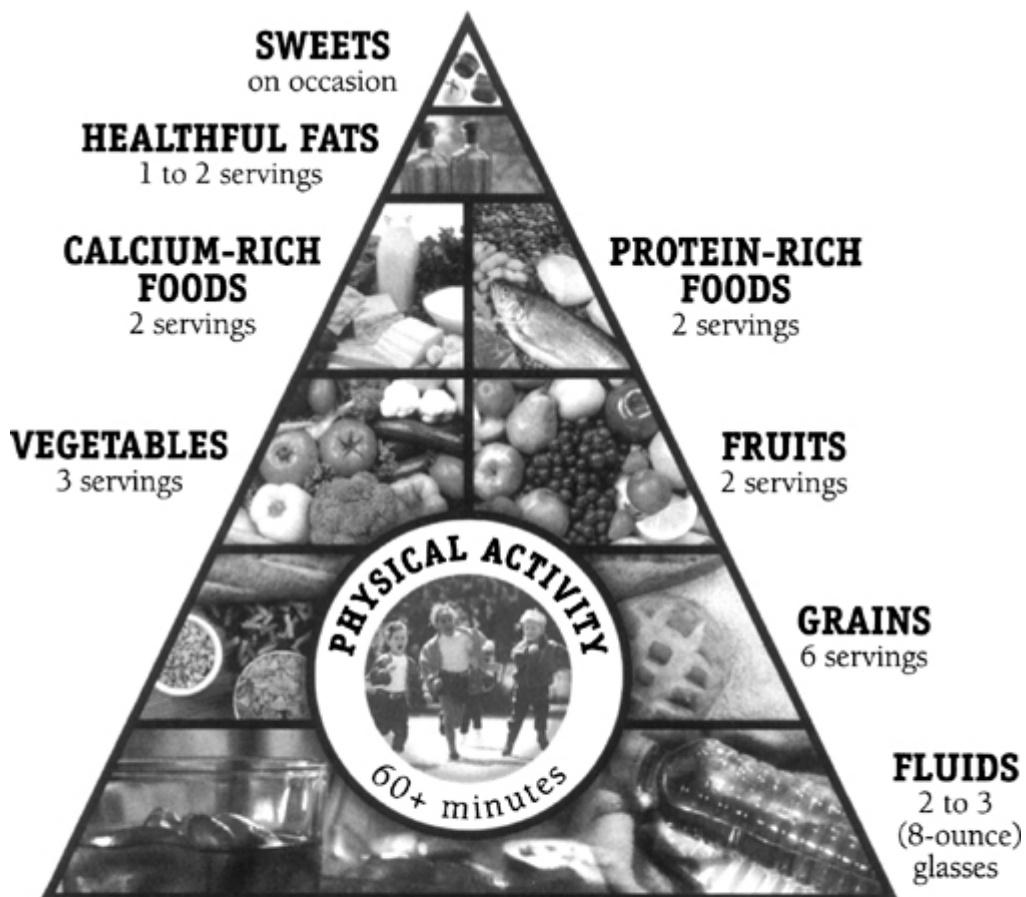 SWEETS
on occasion
HEALTHFUL FATS
1 to 2 servings
CALCIUM-RICH
FOODS
2 servings
PROTEIN-RICH
FOODS
2 servings
VEGETABLES
3 servings
FRUITS
2 servings
PHYSICAL ACTIVITY
60+ minutes
GRAINS
6 servings
FLUIDS
2 to 3
(8-ounce)
glasses